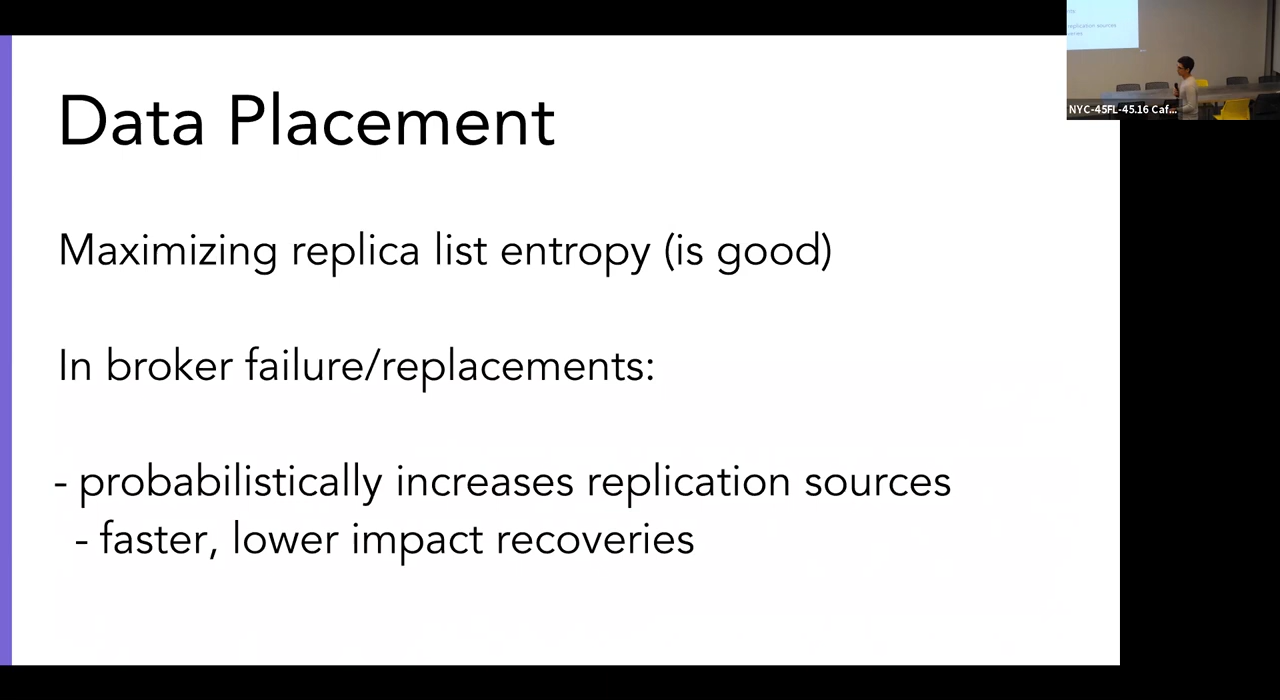 Data Placement
Maximizing replica list entropy (is good)
In broker failure/replacements:
- probabilistically increases replication sources
- faster, lower impact recoveries
NYC-45FL-45.16 Caf...